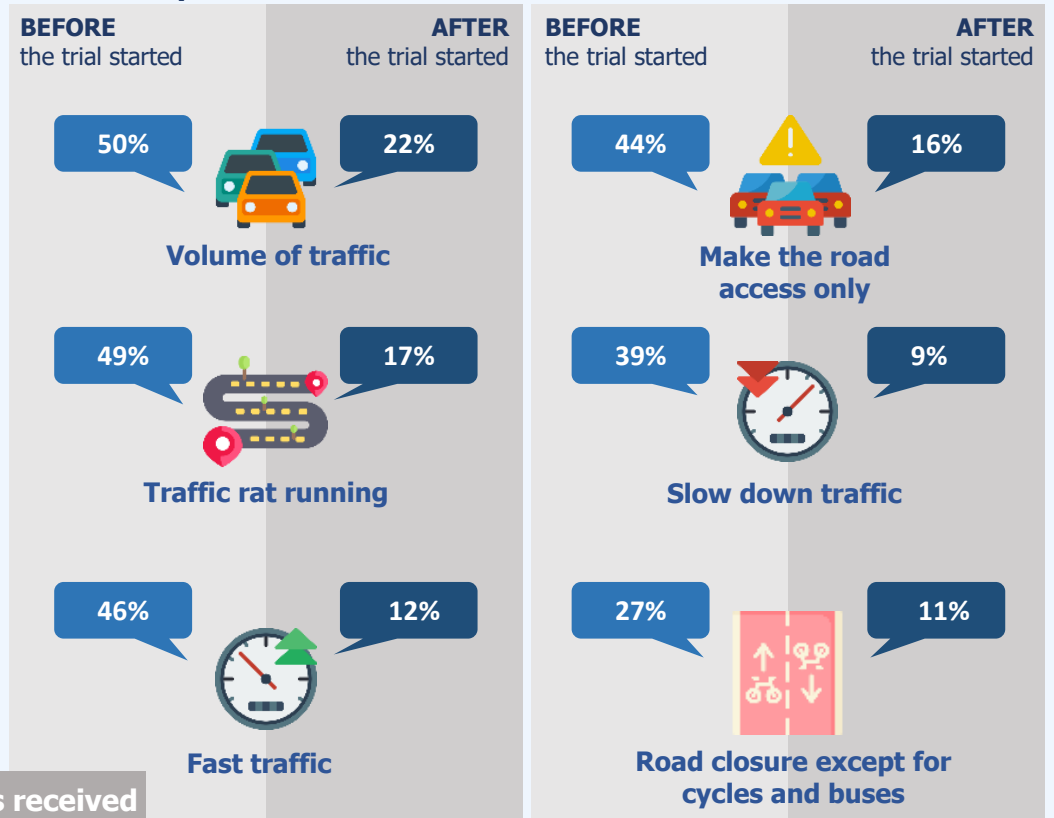 BEFORE
the trial started
AFTER
the trial started
50%
22%
Volume of traffic
49%
17%
Traffic rat running
46%
12%
Fast traffic
BEFORE
the trial started
AFTER
the trial started
44%
16%
Make the road
access only
39%
9%
Slow down traffic
27%
11%
Road closure except for
cycles and buses
received